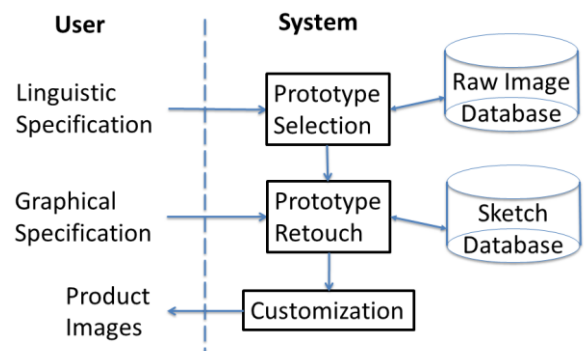 User
System
Linguistic
Specification
Prototype
Selection
Raw Image
Database
Graphical
Specification
Prototype
Retouch
Sketch
Database
Product
Images
Customization